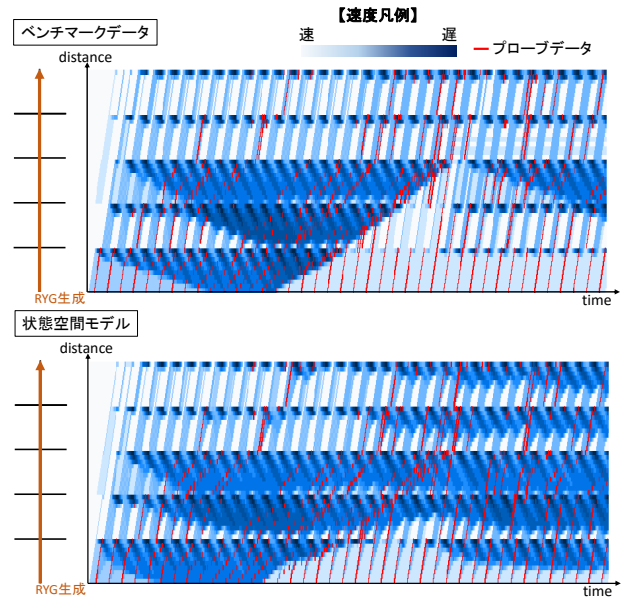 【速度凡例】
ベンチマークデータ
速
遅
プローブデータ
distance
RYG生成
time
状態空間モデル
distance
RYG生成
time